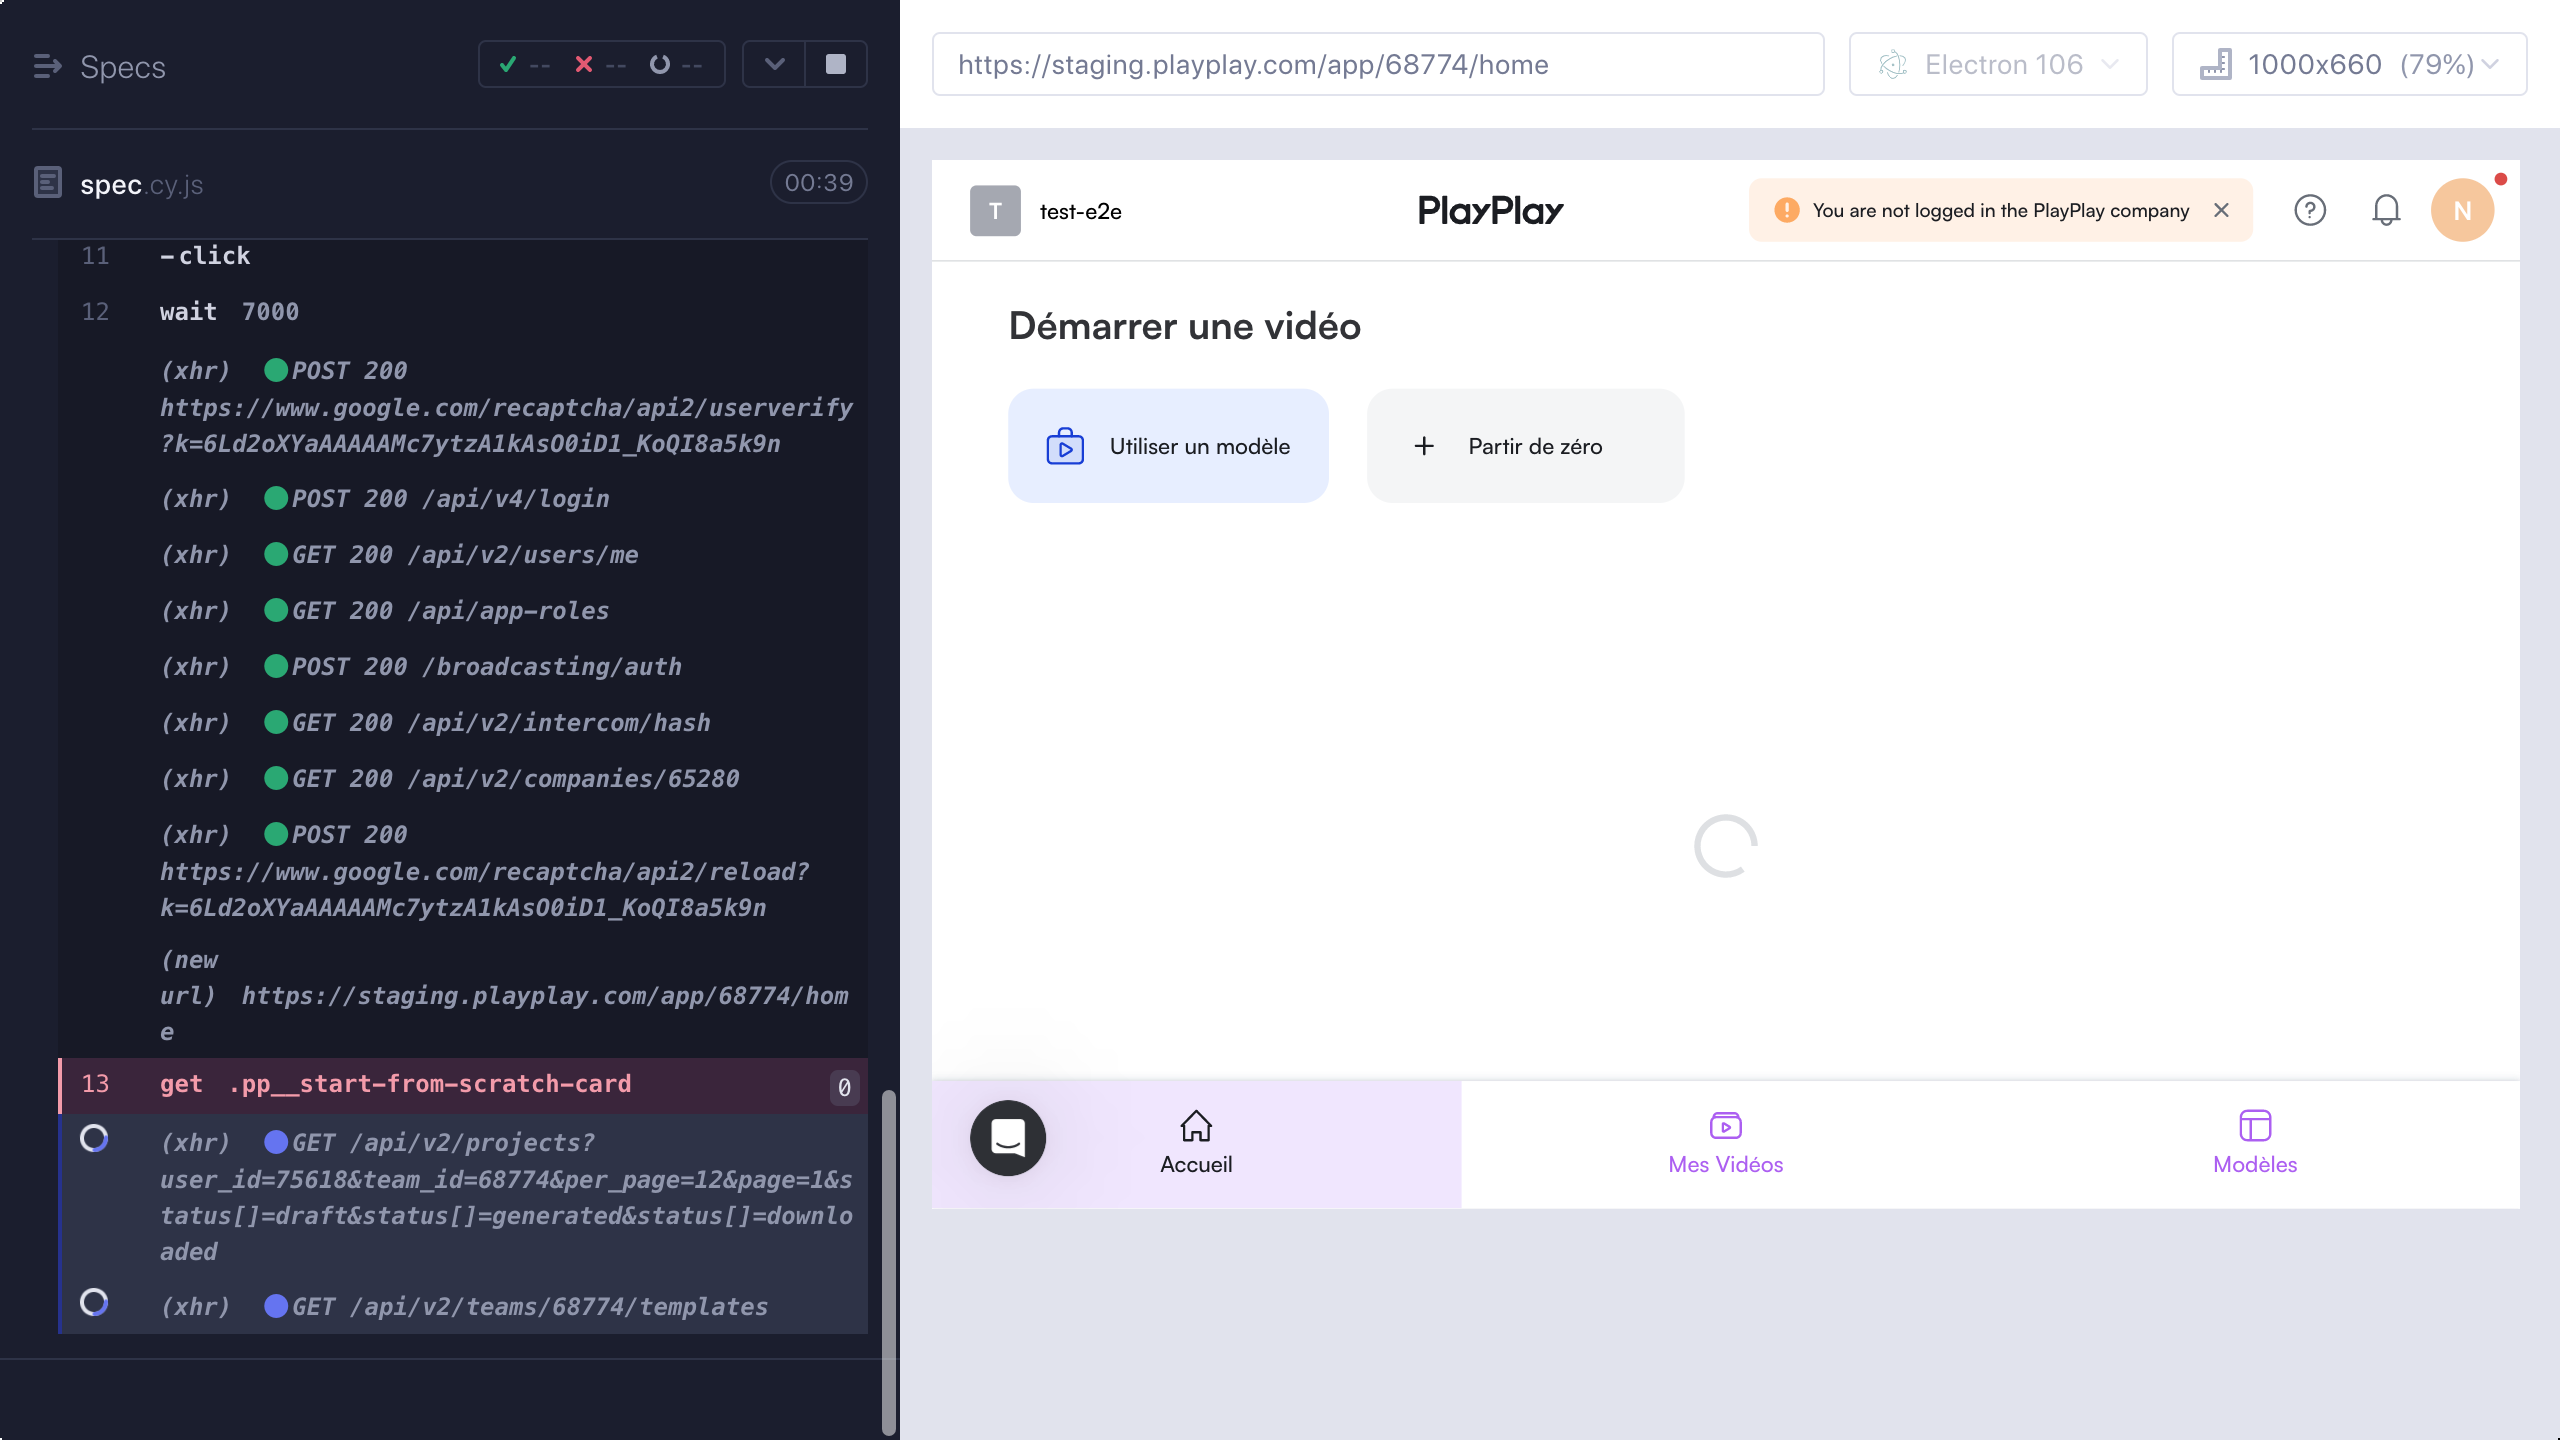 Specs
-- -- --
spec.cy.js
00:39
11 -click
12 wait 7000
(xhr) POST 200
https://www.google.com/recaptcha/api2/userverify
?k=6Ld2oXYaAAAAAMc7ytzA1kAsO0iD1_KoQI8a5k9n
(xhr) POST 200 /api/v4/login
(xhr) GET 200 /api/v2/users/me
(xhr) GET 200 /api/app-roles
(xhr) POST 200 /broadcasting/auth
(xhr) GET 200 /api/v2/intercom/hash
(xhr) GET 200 /api/v2/companies/65280
(xhr) POST 200
https://www.google.com/recaptcha/api2/reload?
k=6Ld2oXYaAAAAAMc7ytzA1kAsO0iD1_KoQI8a5k9n
(new
url) https://staging.playplay.com/app/68774/hom
e
13 get .pp__start-from-scratch-card 0
(xhr) GET /api/v2/projects?
user_id=75618&team_id=68774&per_page=12&page=1&s
tatus[]=draft&status[]=generated&status[]=downlo
aded
(xhr) GET /api/v2/teams/68774/templates
https://staging.playplay.com/app/68774/home
Electron 106
1000x660 (79%)
T test-e2e
PlayPlay
You are not logged in the PlayPlay company
N
Démarrer une vidéo
Utiliser un modèle
Partir de zéro
Accueil
Mes Vidéos
Modèles